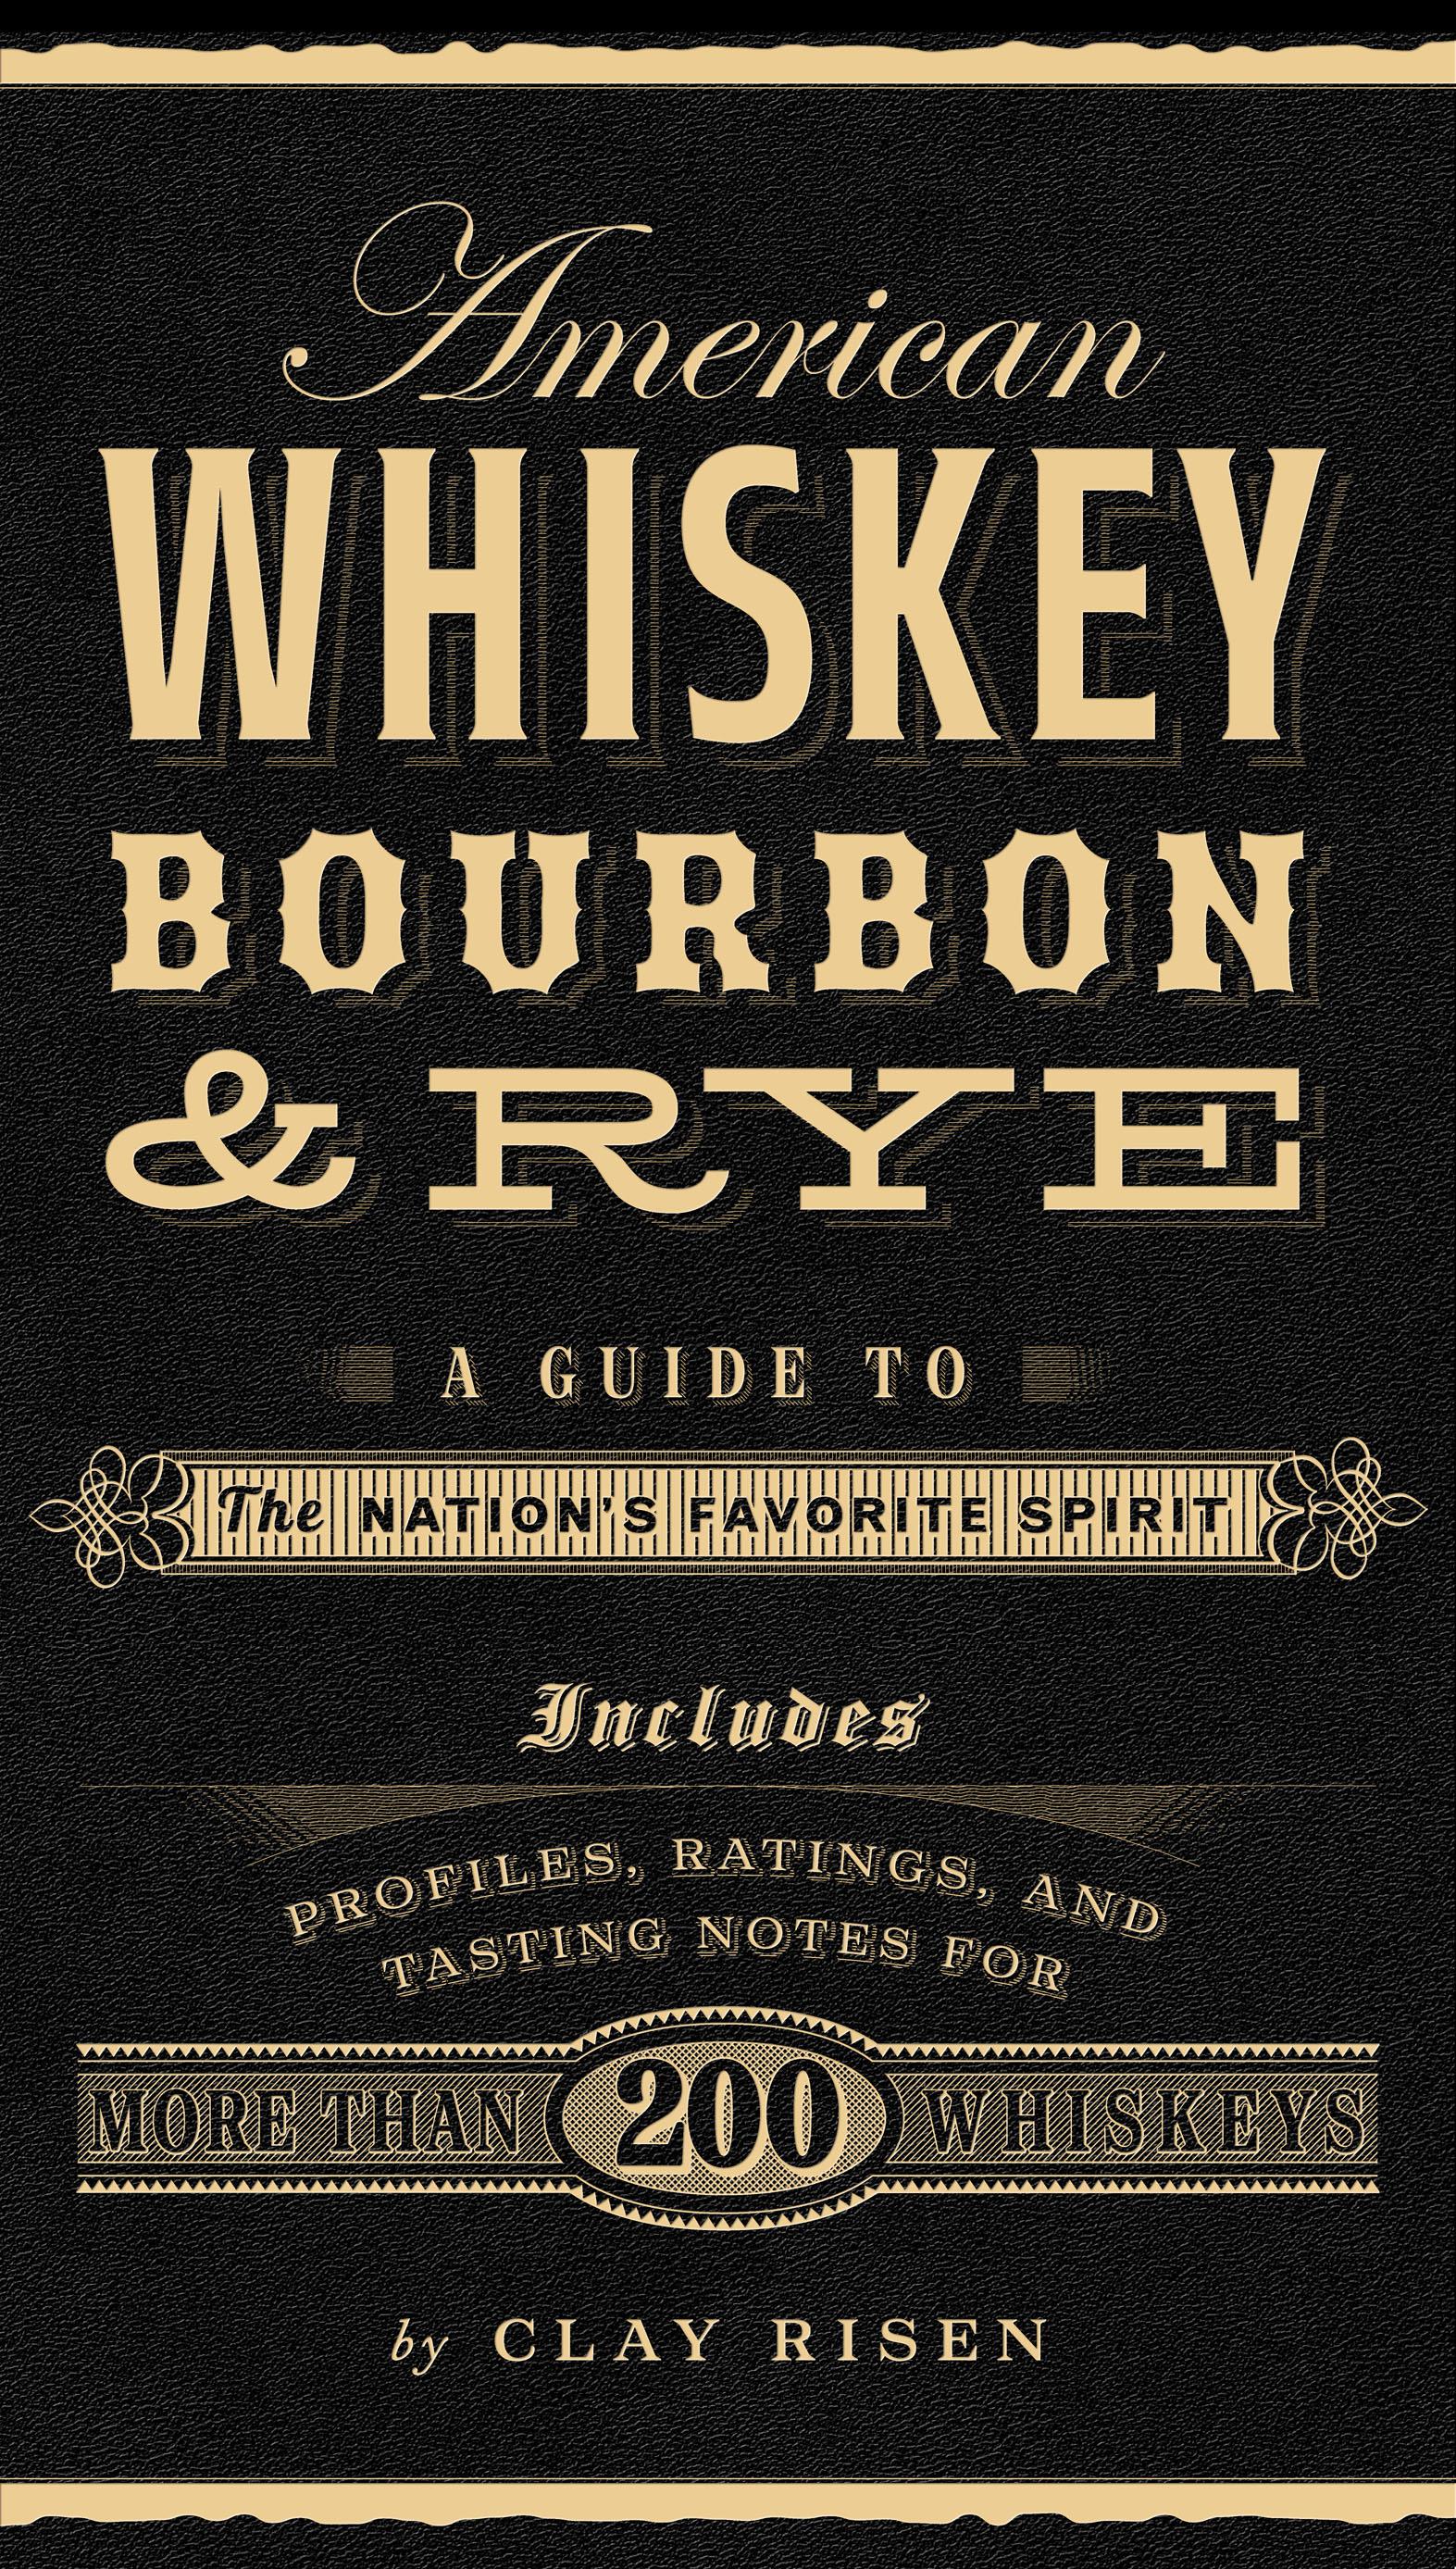 American
WHISKEY
BOURBON
& RYE
A GUIDE TO
The NATION'S FAVORITE SPIRIT
Includes
PROFILES, RATINGS, AND
TASTING NOTES FOR
MORE THAN 200 WHISKEYS
by CLAY RISEN